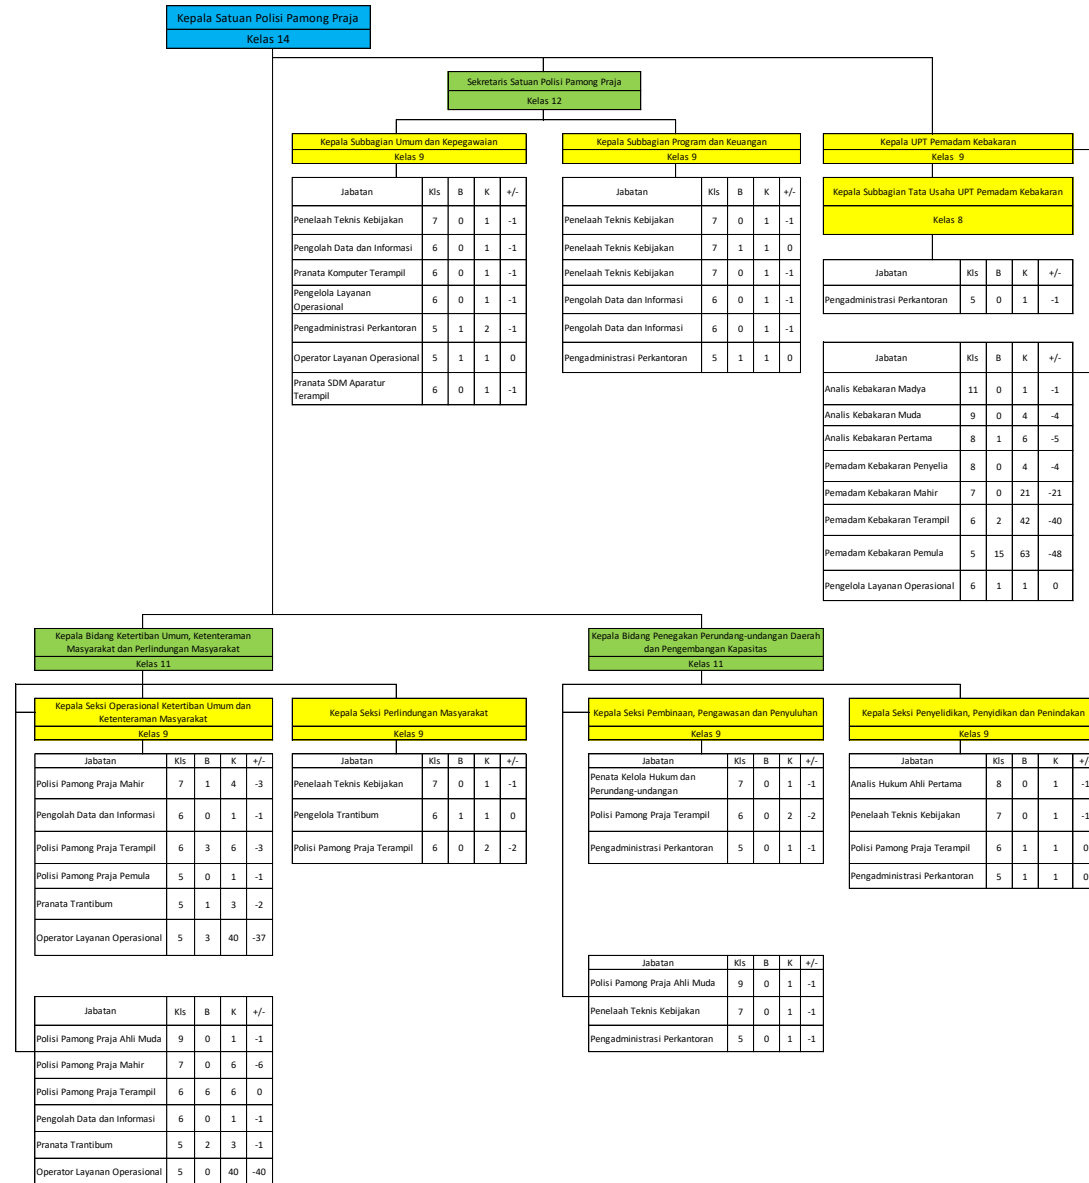 Kepala Satuan Polisi Pamong Praja
Kelas 14
Sekretaris Satuan Polisi Pamong Praja
Kelas 12
Kepala Subbagian Umum dan Kepegawaian
Kelas 9
Jabatan Kls B K +/-
Penelaah Teknis Kebijakan 7 0 1 -1
Pengolah Data dan Informasi 6 0 1 -1
Pranata Komputer Terampil 6 0 1 -1
Pengelola Layanan
Operasional 6 0 1 -1
Pengadministrasi Perkantoran 5 1 2 -1
Operator Layanan Operasional 5 1 1 0
Pranata SDM Aparatur
Terampil 6 0 1 -1
Kepala Subbagian Program dan Keuangan
Kelas 9
Jabatan Kls B K +/-
Penelaah Teknis Kebijakan 7 0 1 -1
Penelaah Teknis Kebijakan 7 1 1 0
Penelaah Teknis Kebijakan 7 0 1 -1
Pengolah Data dan Informasi 6 0 1 -1
Pengolah Data dan Informasi 6 0 1 -1
Pengadministrasi Perkantoran 5 1 1 0
Kepala UPT Pemadam Kebakaran
Kelas 9
Kepala Subbagian Tata Usaha UPT Pemadam Kebakaran
Kelas 8
Jabatan Kls B K +/-
Pengadministrasi Perkantoran 5 0 1 -1
Jabatan Kls B K +/-
Analis Kebakaran Madya 11 0 1 -1
Analis Kebakaran Muda 9 0 4 -4
Analis Kebakaran Pertama 8 1 6 -5
Pemadam Kebakaran Penyelia 8 0 4 -4
Pemadam Kebakaran Mahir 7 0 21 -21
Pemadam Kebakaran Terampil 6 2 42 -40
Pemadam Kebakaran Pemula 5 15 63 -48
Pengelola Layanan Operasional 6 1 1 0
Kepala Bidang Ketertiban Umum, Ketenteraman
Masyarakat dan Perlindungan Masyarakat
Kelas 11
Kepala Seksi Operasional Ketertiban Umum dan
Ketenteraman Masyarakat
Kelas 9
Jabatan Kls B K +/-
Polisi Pamong Praja Mahir 7 1 4 -3
Pengolah Data dan Informasi 6 0 1 -1
Polisi Pamong Praja Terampil 6 3 6 -3
Polisi Pamong Praja Pemula 5 0 1 -1
Pranata Trantibum 5 1 3 -2
Operator Layanan Operasional 5 3 40 -37
Jabatan Kls B K +/-
Polisi Pamong Praja Ahli Muda 9 0 1 -1
Polisi Pamong Praja Mahir 7 0 6 -6
Polisi Pamong Praja Terampil 6 6 6 0
Pengolah Data dan Informasi 6 0 1 -1
Pranata Trantibum 5 2 3 -1
Operator Layanan Operasional 5 0 40 -40
Kepala Seksi Perlindungan Masyarakat
Kelas 9
Jabatan Kls B K +/-
Penelaah Teknis Kebijakan 7 0 1 -1
Pengelola Trantibum 6 1 1 0
Polisi Pamong Praja Terampil 6 0 2 -2
Kepala Bidang Penegakan Perundang-undangan Daerah
dan Pengembangan Kapasitas
Kelas 11
Kepala Seksi Pembinaan, Pengawasan dan Penyuluhan
Kelas 9
Jabatan Kls B K +/-
Penata Kelola Hukum dan
Perundang-undangan 7 0 1 -1
Polisi Pamong Praja Terampil 6 0 2 -2
Pengadministrasi Perkantoran 5 0 1 -1
Jabatan Kls B K +/-
Polisi Pamong Praja Ahli Muda 9 0 1 -1
Penelaah Teknis Kebijakan 7 0 1 -1
Pengadministrasi Perkantoran 5 0 1 -1
Kepala Seksi Penyelidikan, Penyidikan dan Penindakan
Kelas 9
Jabatan Kls B K +/-
Analis Hukum Ahli Pertama 8 0 1 -1
Penelaah Teknis Kebijakan 7 0 1 -1
Polisi Pamong Praja Terampil 6 1 1 0
Pengadministrasi Perkantoran 5 1 1 0